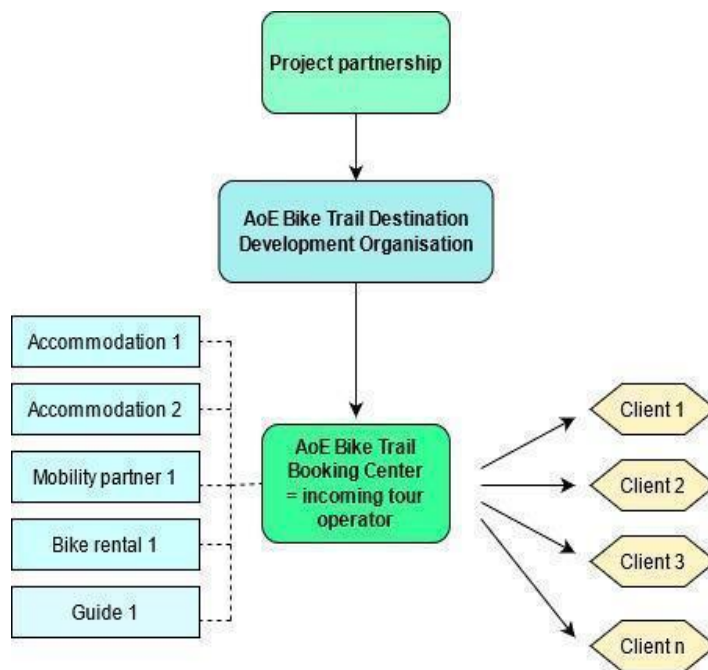 Project partnership
AoE Bike Trail Destination
Development Organisation
Accommodation 1
Accommodation 2
Mobility partner 1
Bike rental 1
Guide 1
AoE Bike Trail
Booking Center
= incoming tour
operator
Client 1
Client 2
Client 3
Client n